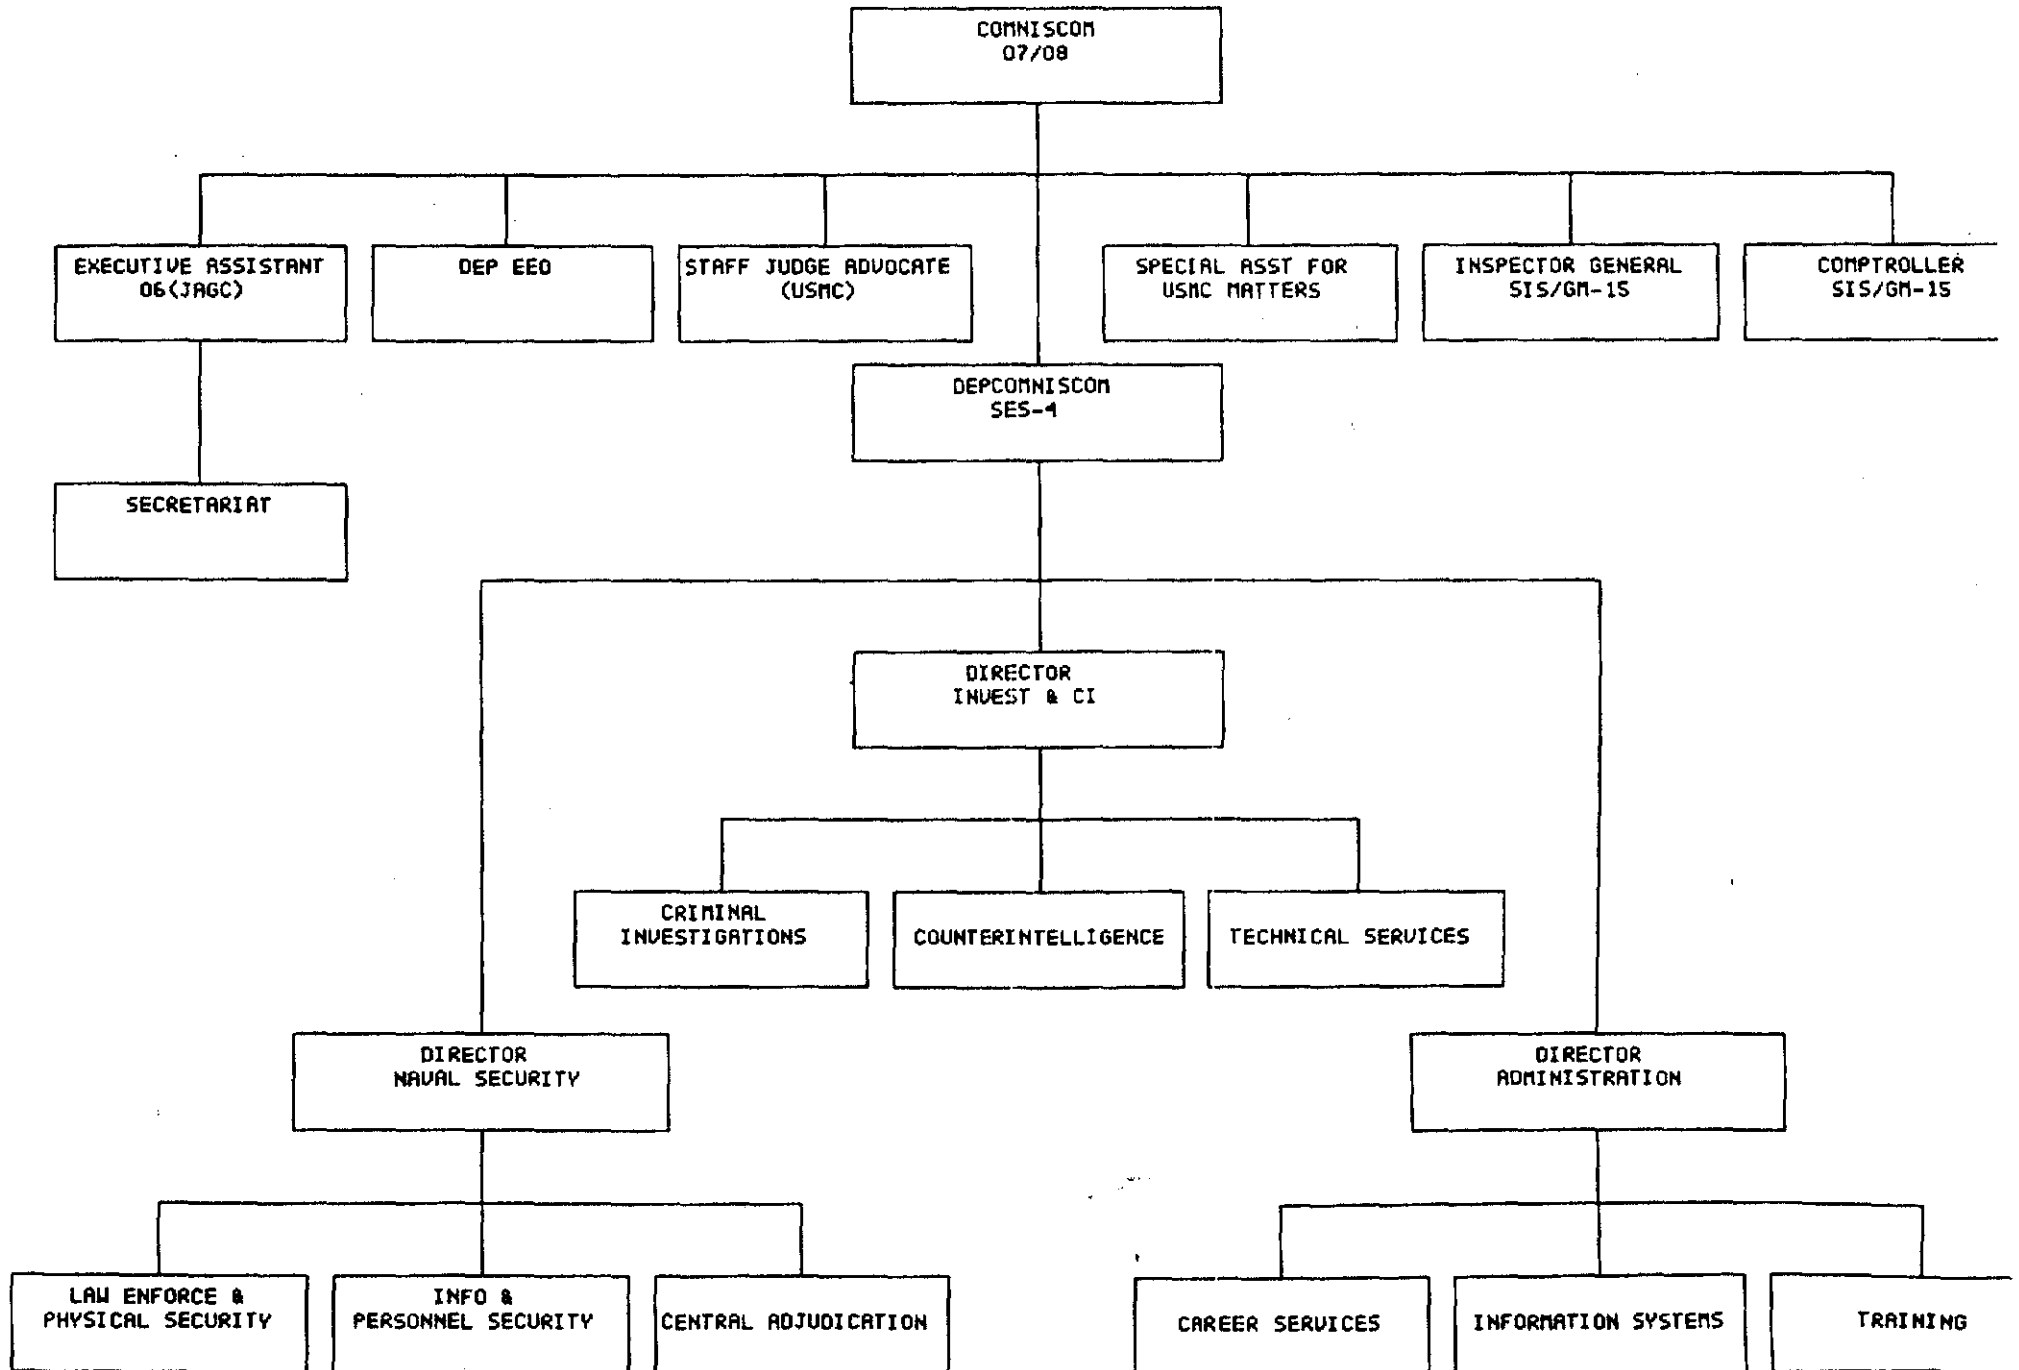 COMNISCOM
07/08
EXECUTIVE ASSISTANT
06(JAGC)
DEP EEO
STAFF JUDGE ADVOCATE
(USMC)
SPECIAL ASST FOR
USMC MATTERS
INSPECTOR GENERAL
SIS/GM-15
COMPTROLLER
SIS/GM-15
DEPCOMNISCOM
SES-4
SECRETARIAT
DIRECTOR
INVEST & CI
CRIMINAL
INVESTIGATIONS
COUNTERINTELLIGENCE
TECHNICAL SERVICES
DIRECTOR
NAVAL SECURITY
DIRECTOR
ADMINISTRATION
LAW ENFORCE &
PHYSICAL SECURITY
INFO &
PERSONNEL SECURITY
CENTRAL ADJUDICATION
CAREER SERVICES
INFORMATION SYSTEMS
TRAINING